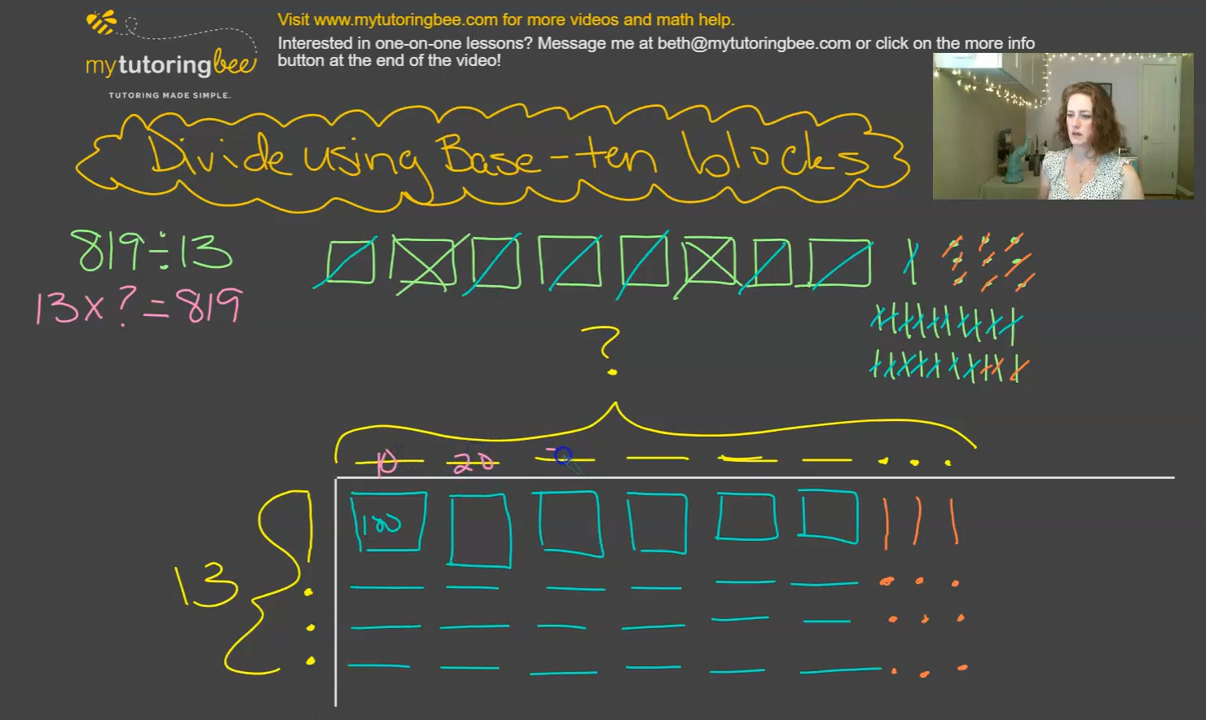 Visit www.mytutoringbee.com for more videos and math help.
Interested in one-on-one lessons? Message me at beth@mytutoringbee.com or click on the more info
button at the end of the video!
mytutoringbee
TUTORING MADE SIMPLE.
Divide using Base-ten blocks
819÷13
13x?=819
?
10 20
100
13